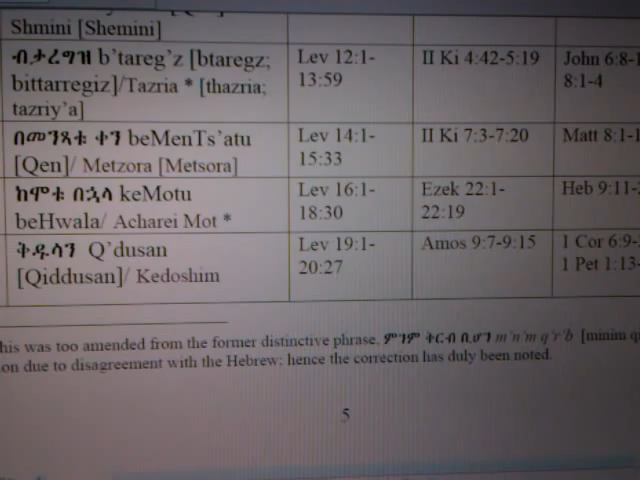 Shmini [Shemini]
ብታረግዝ b’tareg’z [btaregz; Lev 12:1- II Ki 4:42-5:19 John 6:8-
bittarregiz]/Tazria * [thazria; 13:59 8:1-4
tazriy’a]
በመንጻቱ ቀን beMenTs’atu Lev 14:1- II Ki 7:3-7:20 Matt 8:1-
[Qen]/ Metzora [Metsora] 15:33
ከሞቱ በኋላ keMotu Lev 16:1- Ezek 22:1- Heb 9:11-
beHwala/ Acharei Mot * 18:30 22:19
ቅዱሳን Q’dusan Lev 19:1- Amos 9:7-9:15 1 Cor 6:9-
[Qiddusan]/ Kedoshim 20:27 1 Pet 1:13-
his was too amended from the former distinctive phrase, ምንም ቅርብ ቢሆን m’n’m q’r’b [minim
on due to disagreement with the Hebrew; hence the correction has duly been noted.
5